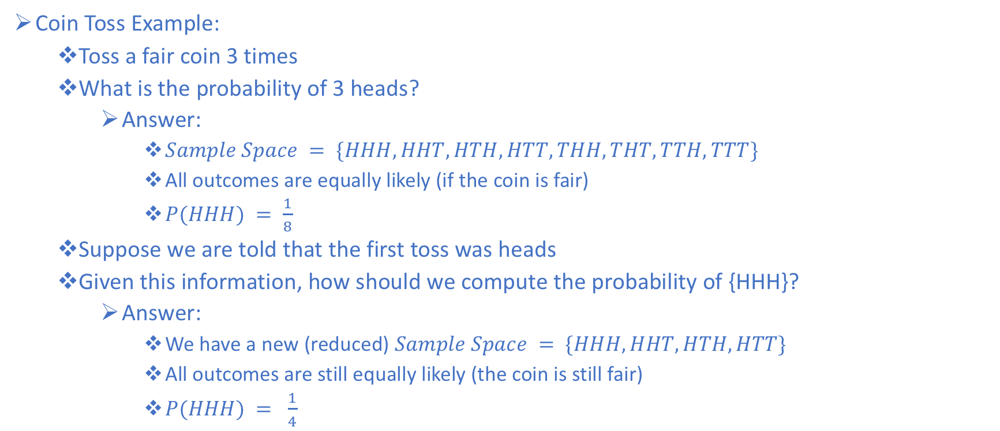 ➢ Coin Toss Example:
❖ Toss a fair coin 3 times
❖ What is the probability of 3 heads?
➢ Answer:
❖ Sample Space = {HHH, HHT, HTH, HTT, THH, THT, TTH, TTT}
❖ All outcomes are equally likely (if the coin is fair)
❖ P(HHH) = 1/8
❖ Suppose we are told that the first toss was heads
❖ Given this information, how should we compute the probability of {HHH}?
➢ Answer:
❖ We have a new (reduced) Sample Space = {HHH, HHT, HTH, HTT}
❖ All outcomes are still equally likely (the coin is still fair)
❖ P(HHH) = 1/4